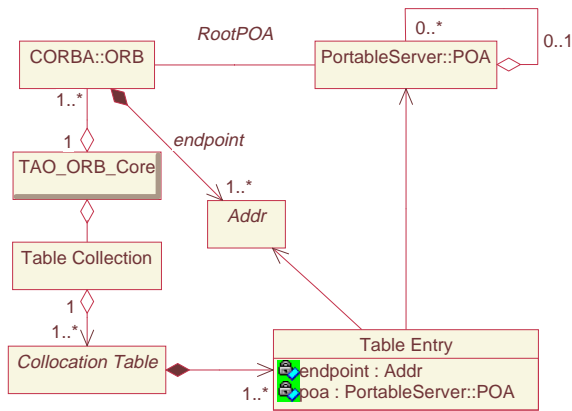 0..*
RootPOA
0..1
CORBA::ORB
PortableServer::POA
1..*
endpoint
1
TAO_ORB_Core
1..*
Addr
Table Collection
1
1..*
Table Entry
Collocation Table
endpoint : Addr
1..*
poa : PortableServer::POA